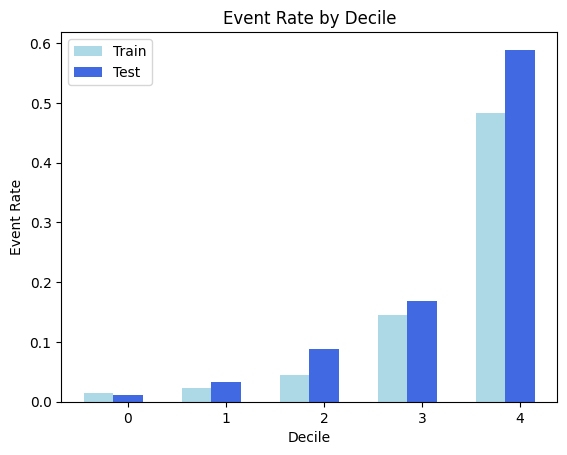 Event Rate by Decile
Train
Test
Event Rate
0.6
0.5
0.4
0.3
0.2
0.1
0.0
0 1 2 3 4
Decile